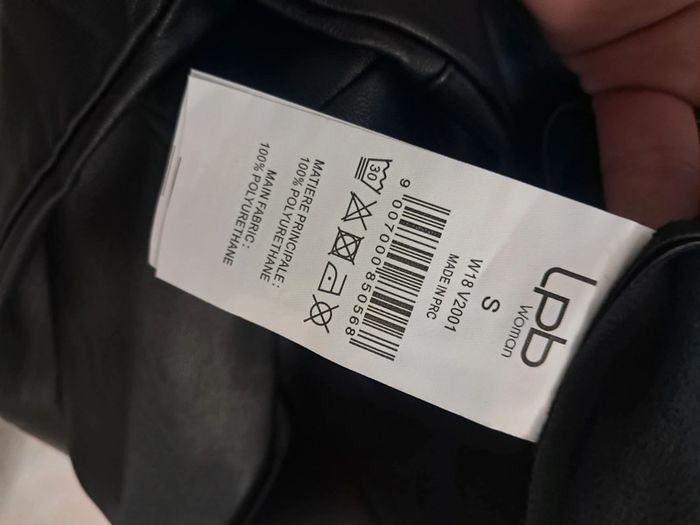 lpb
woman
S
W18 V2001
MADE IN PRC
9 007000 850568
30
MATIERE PRINCIPALE :
100% POLYURETHANE
MAIN FABRIC :
100% POLYURETHANE